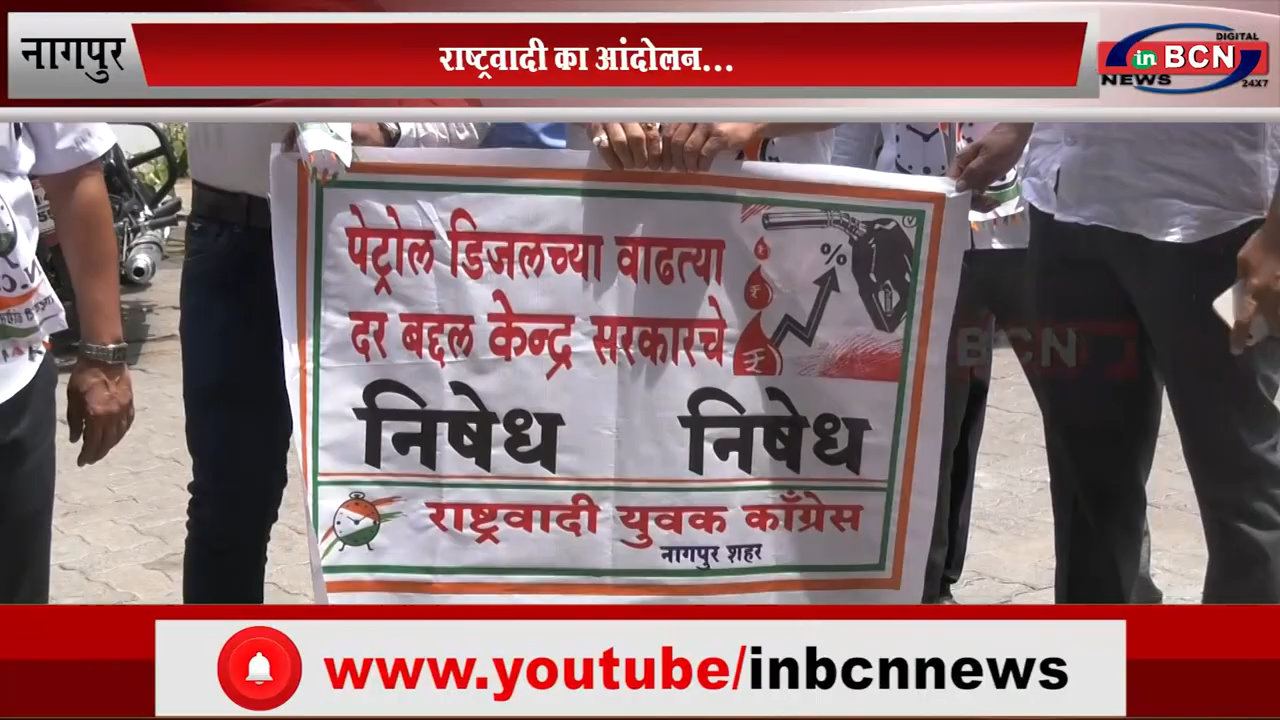 नागपुर
राष्ट्रवादी का आंदोलन...
DIGITAL
in BCN
NEWS 24X7
पेट्रोल डिजलच्या वाढत्या
दर बद्दल केन्द्र सरकारचे
%
₹
₹
₹
निषेध निषेध
राष्ट्रवादी युवक काँग्रेस
नागपुर शहर
BCN
www.youtube/inbcnnews